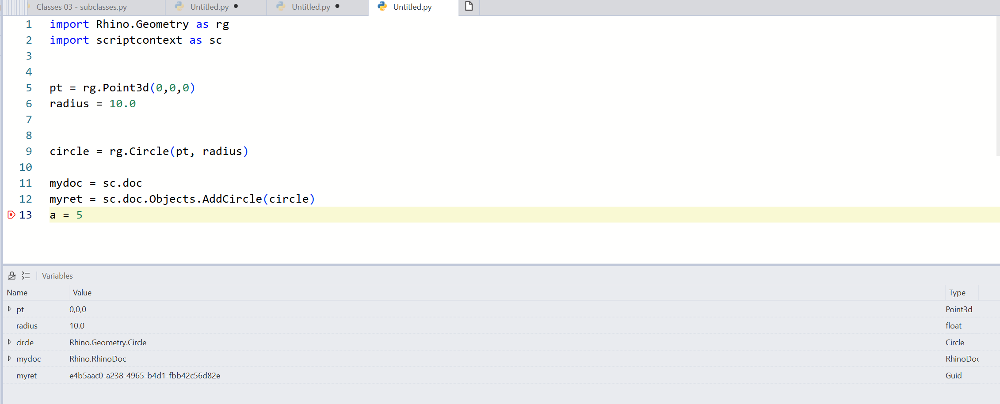 Classes 03 - subclasses.py Untitled.py Untitled.py Untitled.py
1 import Rhino.Geometry as rg
2 import scriptcontext as sc
3
4
5 pt = rg.Point3d(0,0,0)
6 radius = 10.0
7
8
9 circle = rg.Circle(pt, radius)
10
11 mydoc = sc.doc
12 myret = sc.doc.Objects.AddCircle(circle)
13 a = 5
Variables
Name Value Type
pt 0,0,0 Point3d
radius 10.0 float
circle Rhino.Geometry.Circle Circle
mydoc Rhino.RhinoDoc RhinoDoc
myret e4b5aac0-a238-4965-b4d1-fbb42c56d82e Guid